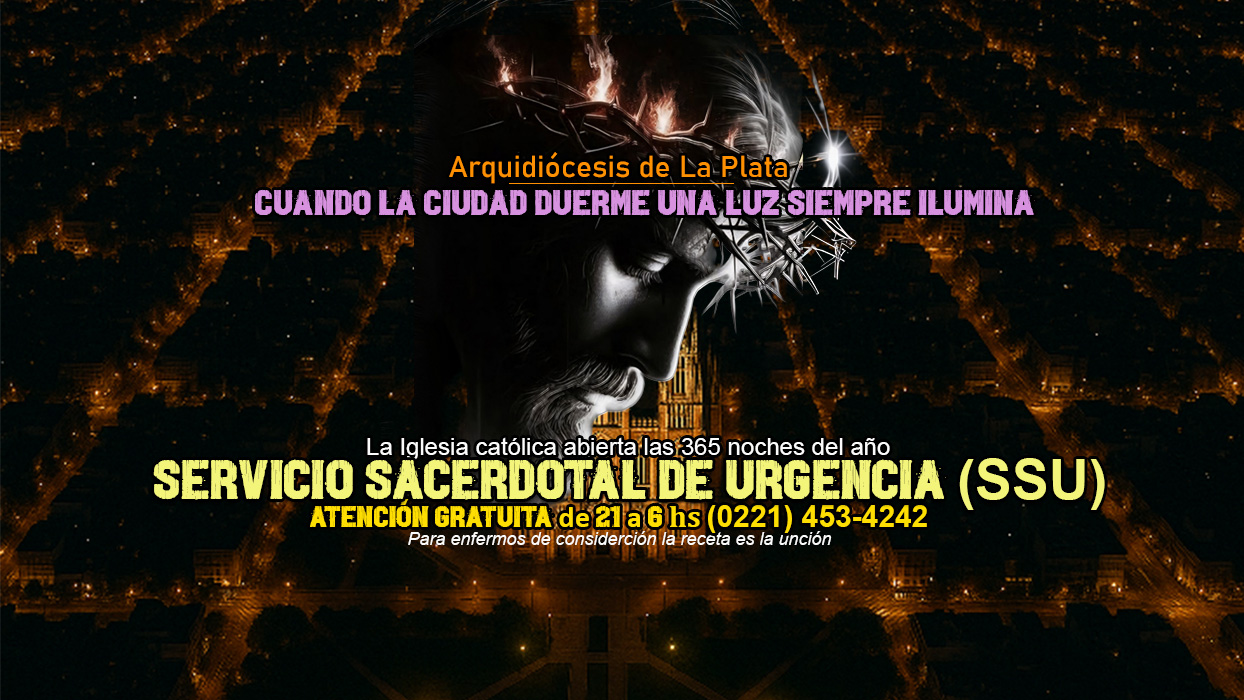 Arquidiócesis de La Plata
CUANDO LA CIUDAD DUERME UNA LUZ SIEMPRE ILUMINA
La Iglesia católica abierta las 365 noches del año
SERVICIO SACERDOTAL DE URGENCIA (SSU)
ATENCIÓN GRATUITA de 21 a 6 hs (0221) 453-4242
Para enfermos de considerción la receta es la unción